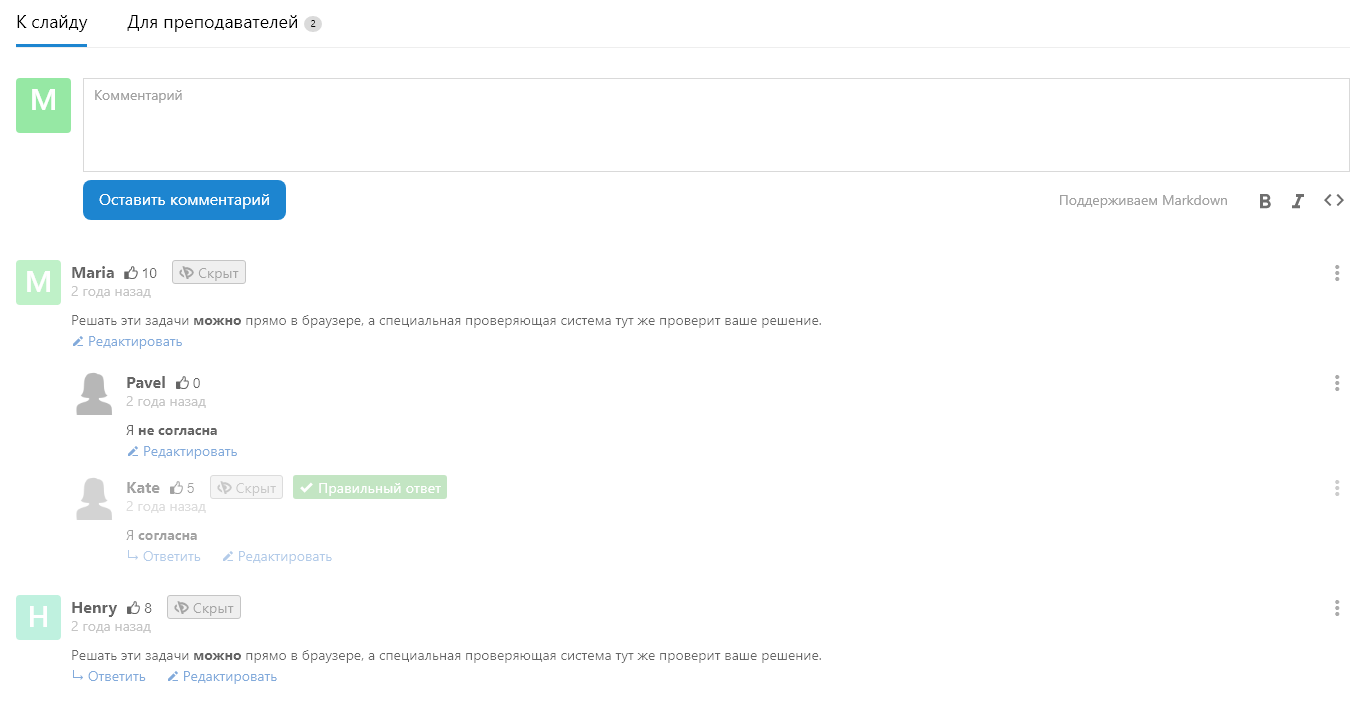 К слайду Для преподавателей 2
M Комментарий
Оставить комментарий Поддерживаем Markdown B I <>
M Maria 10 Скрыт
2 года назад
Решать эти задачи можно прямо в браузере, а специальная проверяющая система тут же проверит ваше решение.
Редактировать
Pavel 0
2 года назад
Я не согласна
Редактировать
Kate 5 Скрыт Правильный ответ
2 года назад
Я согласна
Ответить Редактировать
H Henry 8 Скрыт
2 года назад
Решать эти задачи можно прямо в браузере, а специальная проверяющая система тут же проверит ваше решение.
Ответить Редактировать